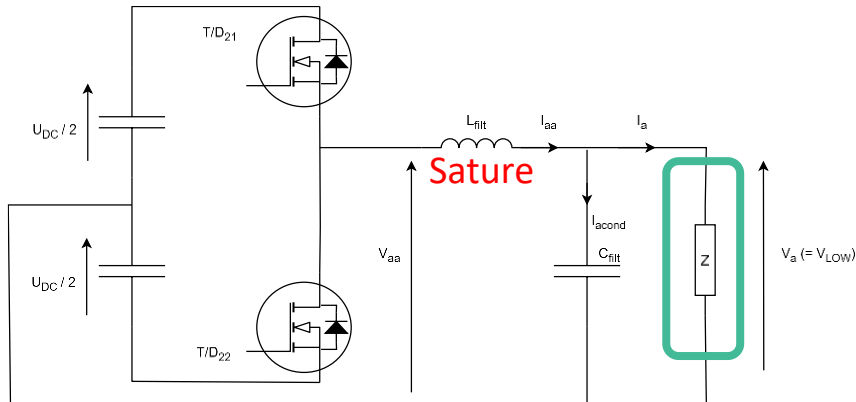 T/D21
Lfilt
Iaa
Ia
UDC / 2
Sature
Iacond
Vaa
Cfilt
Z
Va (= VLOW)
UDC / 2
T/D22